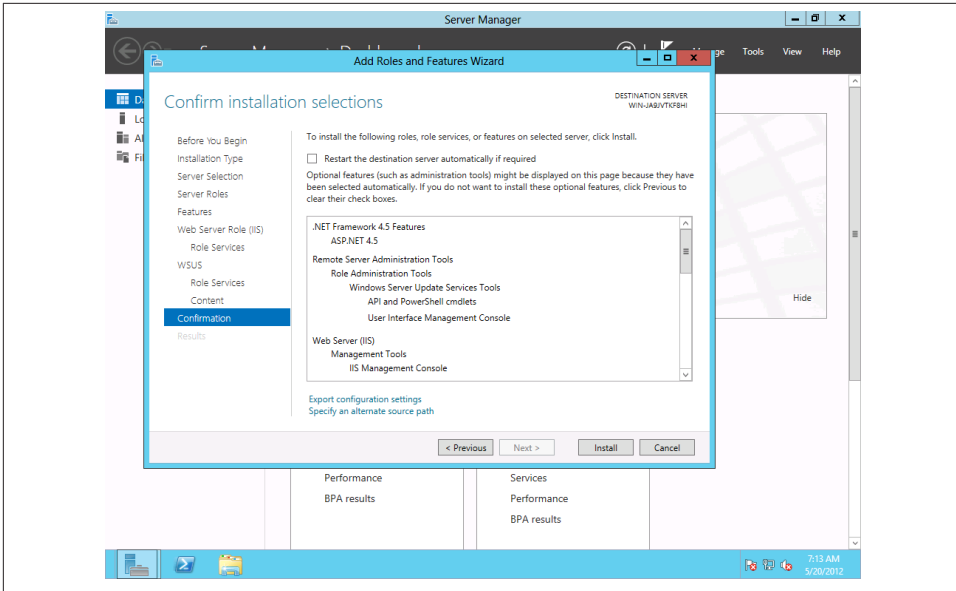 Server Manager
Tools View Help
Add Roles and Features Wizard
Confirm installation selections
DESTINATION SERVER
WIN-JA9JVTKF8HI
Before You Begin
Installation Type
Server Selection
Server Roles
Features
Web Server Role (IIS)
Role Services
WSUS
Role Services
Content
Confirmation
Results
To install the following roles, role services, or features on selected server, click Install.
Restart the destination server automatically if required
Optional features (such as administration tools) might be displayed on this page because they have
been selected automatically. If you do not want to install these optional features, click Previous to
clear their check boxes.
.NET Framework 4.5 Features
ASP.NET 4.5
Remote Server Administration Tools
Role Administration Tools
Windows Server Update Services Tools
API and PowerShell cmdlets
User Interface Management Console
Web Server (IIS)
Management Tools
IIS Management Console
Export configuration settings
Specify an alternate source path
< Previous Next > Install Cancel
Hide
Performance
BPA results
Services
Performance
BPA results
7:13 AM
5/20/2012